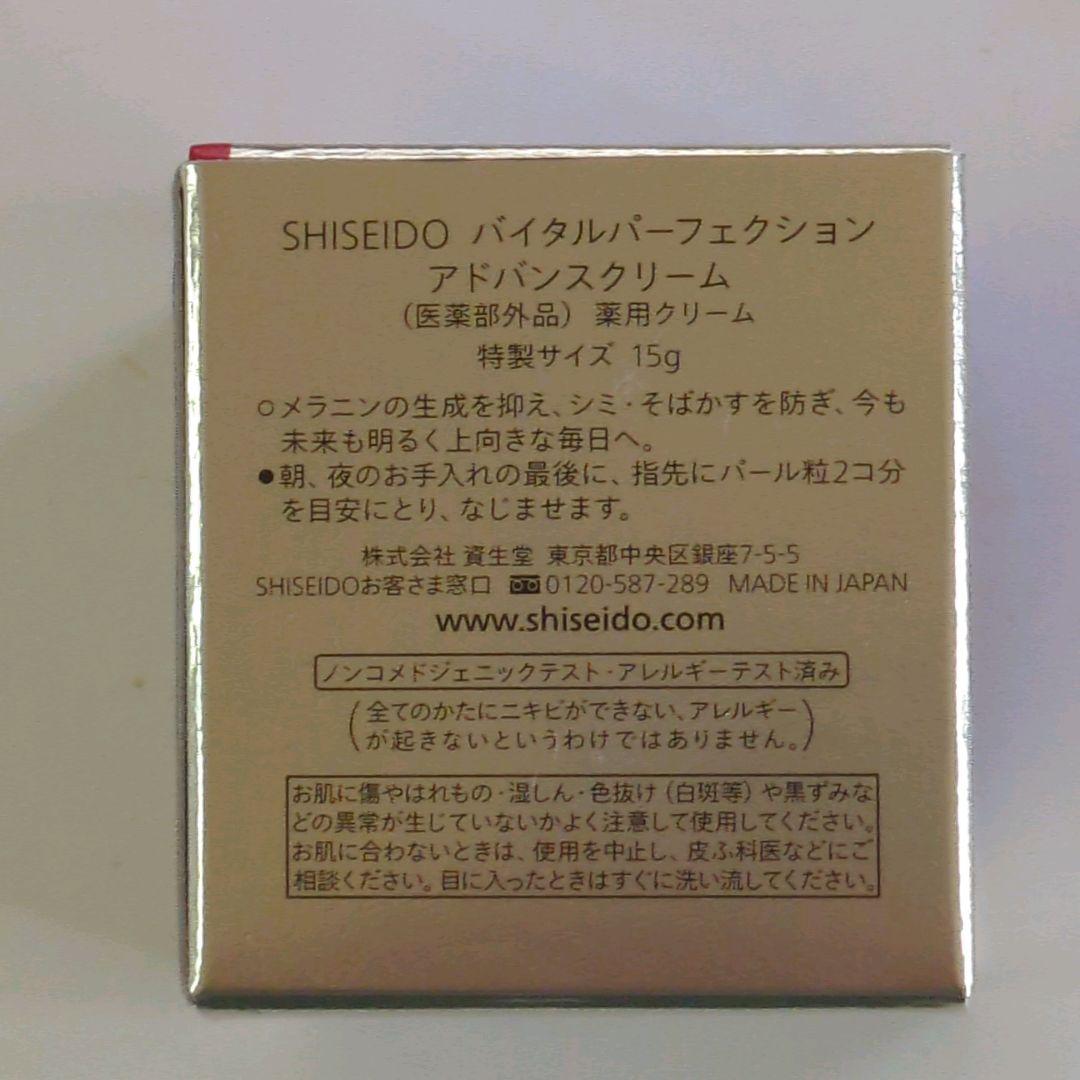 SHISEIDO バイタルパーフェクション
アドバンスクリーム
（医薬部外品） 薬用クリーム
特製サイズ 15g
○メラニンの生成を抑え、シミ・そばかすを防ぎ、今も
未来も明るく上向きな毎日へ。
●朝、夜のお手入れの最後に、指先にパール粒2コ分
を目安にとり、なじませます。
株式会社 資生堂 東京都中央区銀座7-5-5
SHISEIDOお客さま窓口 0120-587-289 MADE IN JAPAN
www.shiseido.com
ノンコメドジェニックテスト・アレルギーテスト済み
（全てのかたにニキビができない、アレルギー
が起きないというわけではありません。）
お肌に傷やはれもの・湿しん・色抜け（白斑等）や黒ずみな
どの異常が生じていないかよく注意して使用してください。
お肌に合わないときは、使用を中止し、皮ふ科医などにご
相談ください。目に入ったときはすぐに洗い流してください。